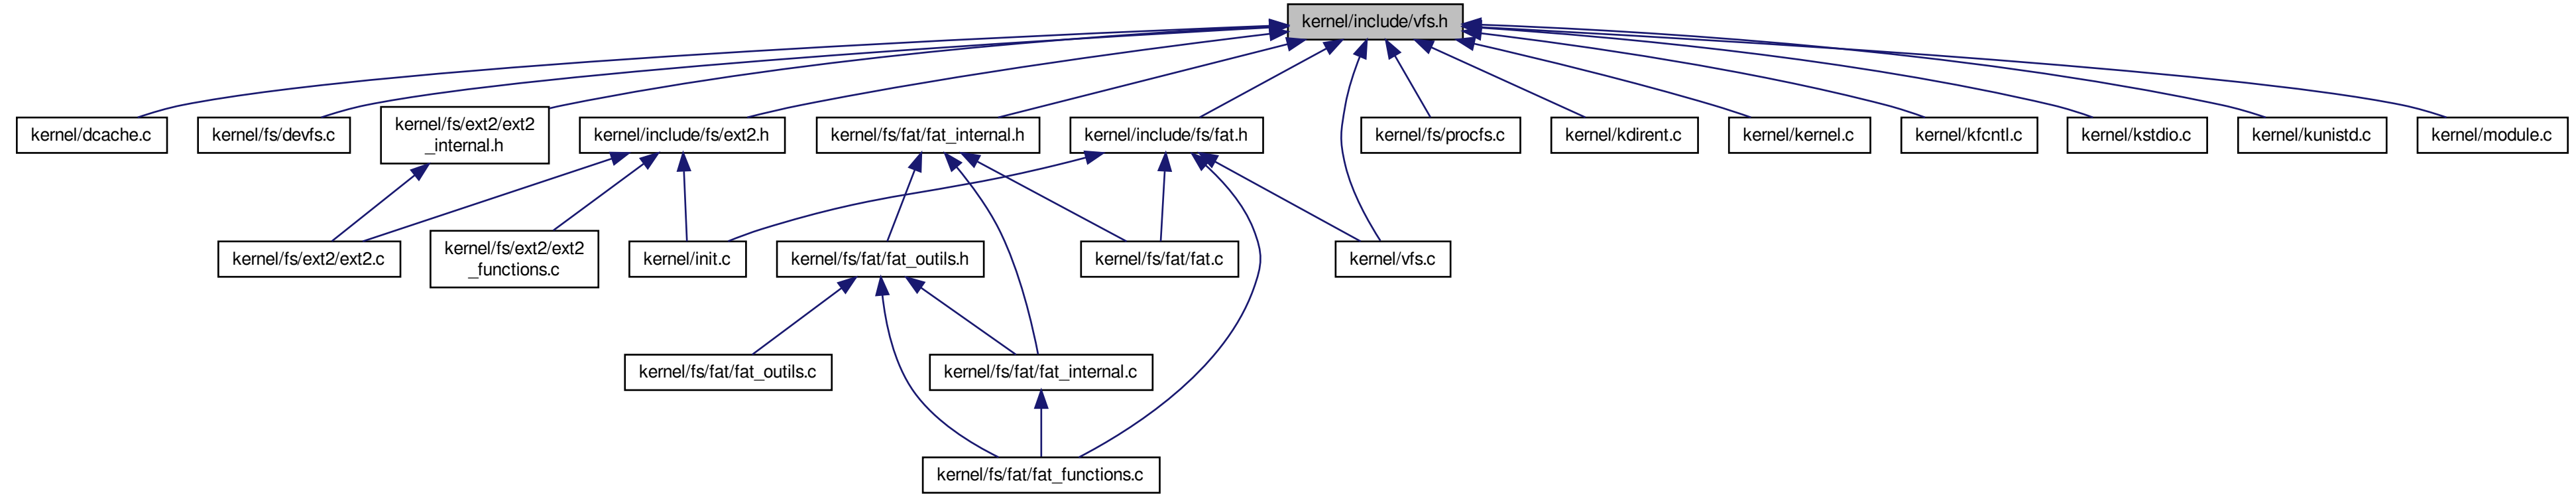 kernel/include/vfs.h
kernel/dcache.c
kernel/fs/devfs.c
kernel/fs/ext2/ext2
_internal.h
kernel/include/fs/ext2.h
kernel/fs/fat/fat_internal.h
kernel/include/fs/fat.h
kernel/fs/procfs.c
kernel/kdirent.c
kernel/kernel.c
kernel/kfcntl.c
kernel/kstdio.c
kernel/kunistd.c
kernel/module.c
kernel/fs/ext2/ext2.c
kernel/fs/ext2/ext2
_functions.c
kernel/init.c
kernel/fs/fat/fat_outils.h
kernel/fs/fat/fat.c
kernel/vfs.c
kernel/fs/fat/fat_outils.c
kernel/fs/fat/fat_internal.c
kernel/fs/fat/fat_functions.c